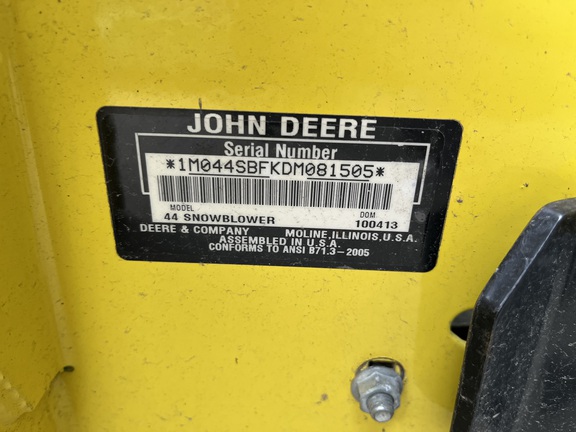 JOHN DEERE
Serial Number
*1M044SBFKDM081505*
MODEL DOM
44 SNOWBLOWER 100413
DEERE & COMPANY MOLINE, ILLINOIS, U.S.A.
ASSEMBLED IN U.S.A.
CONFORMS TO ANSI B71.3-2005